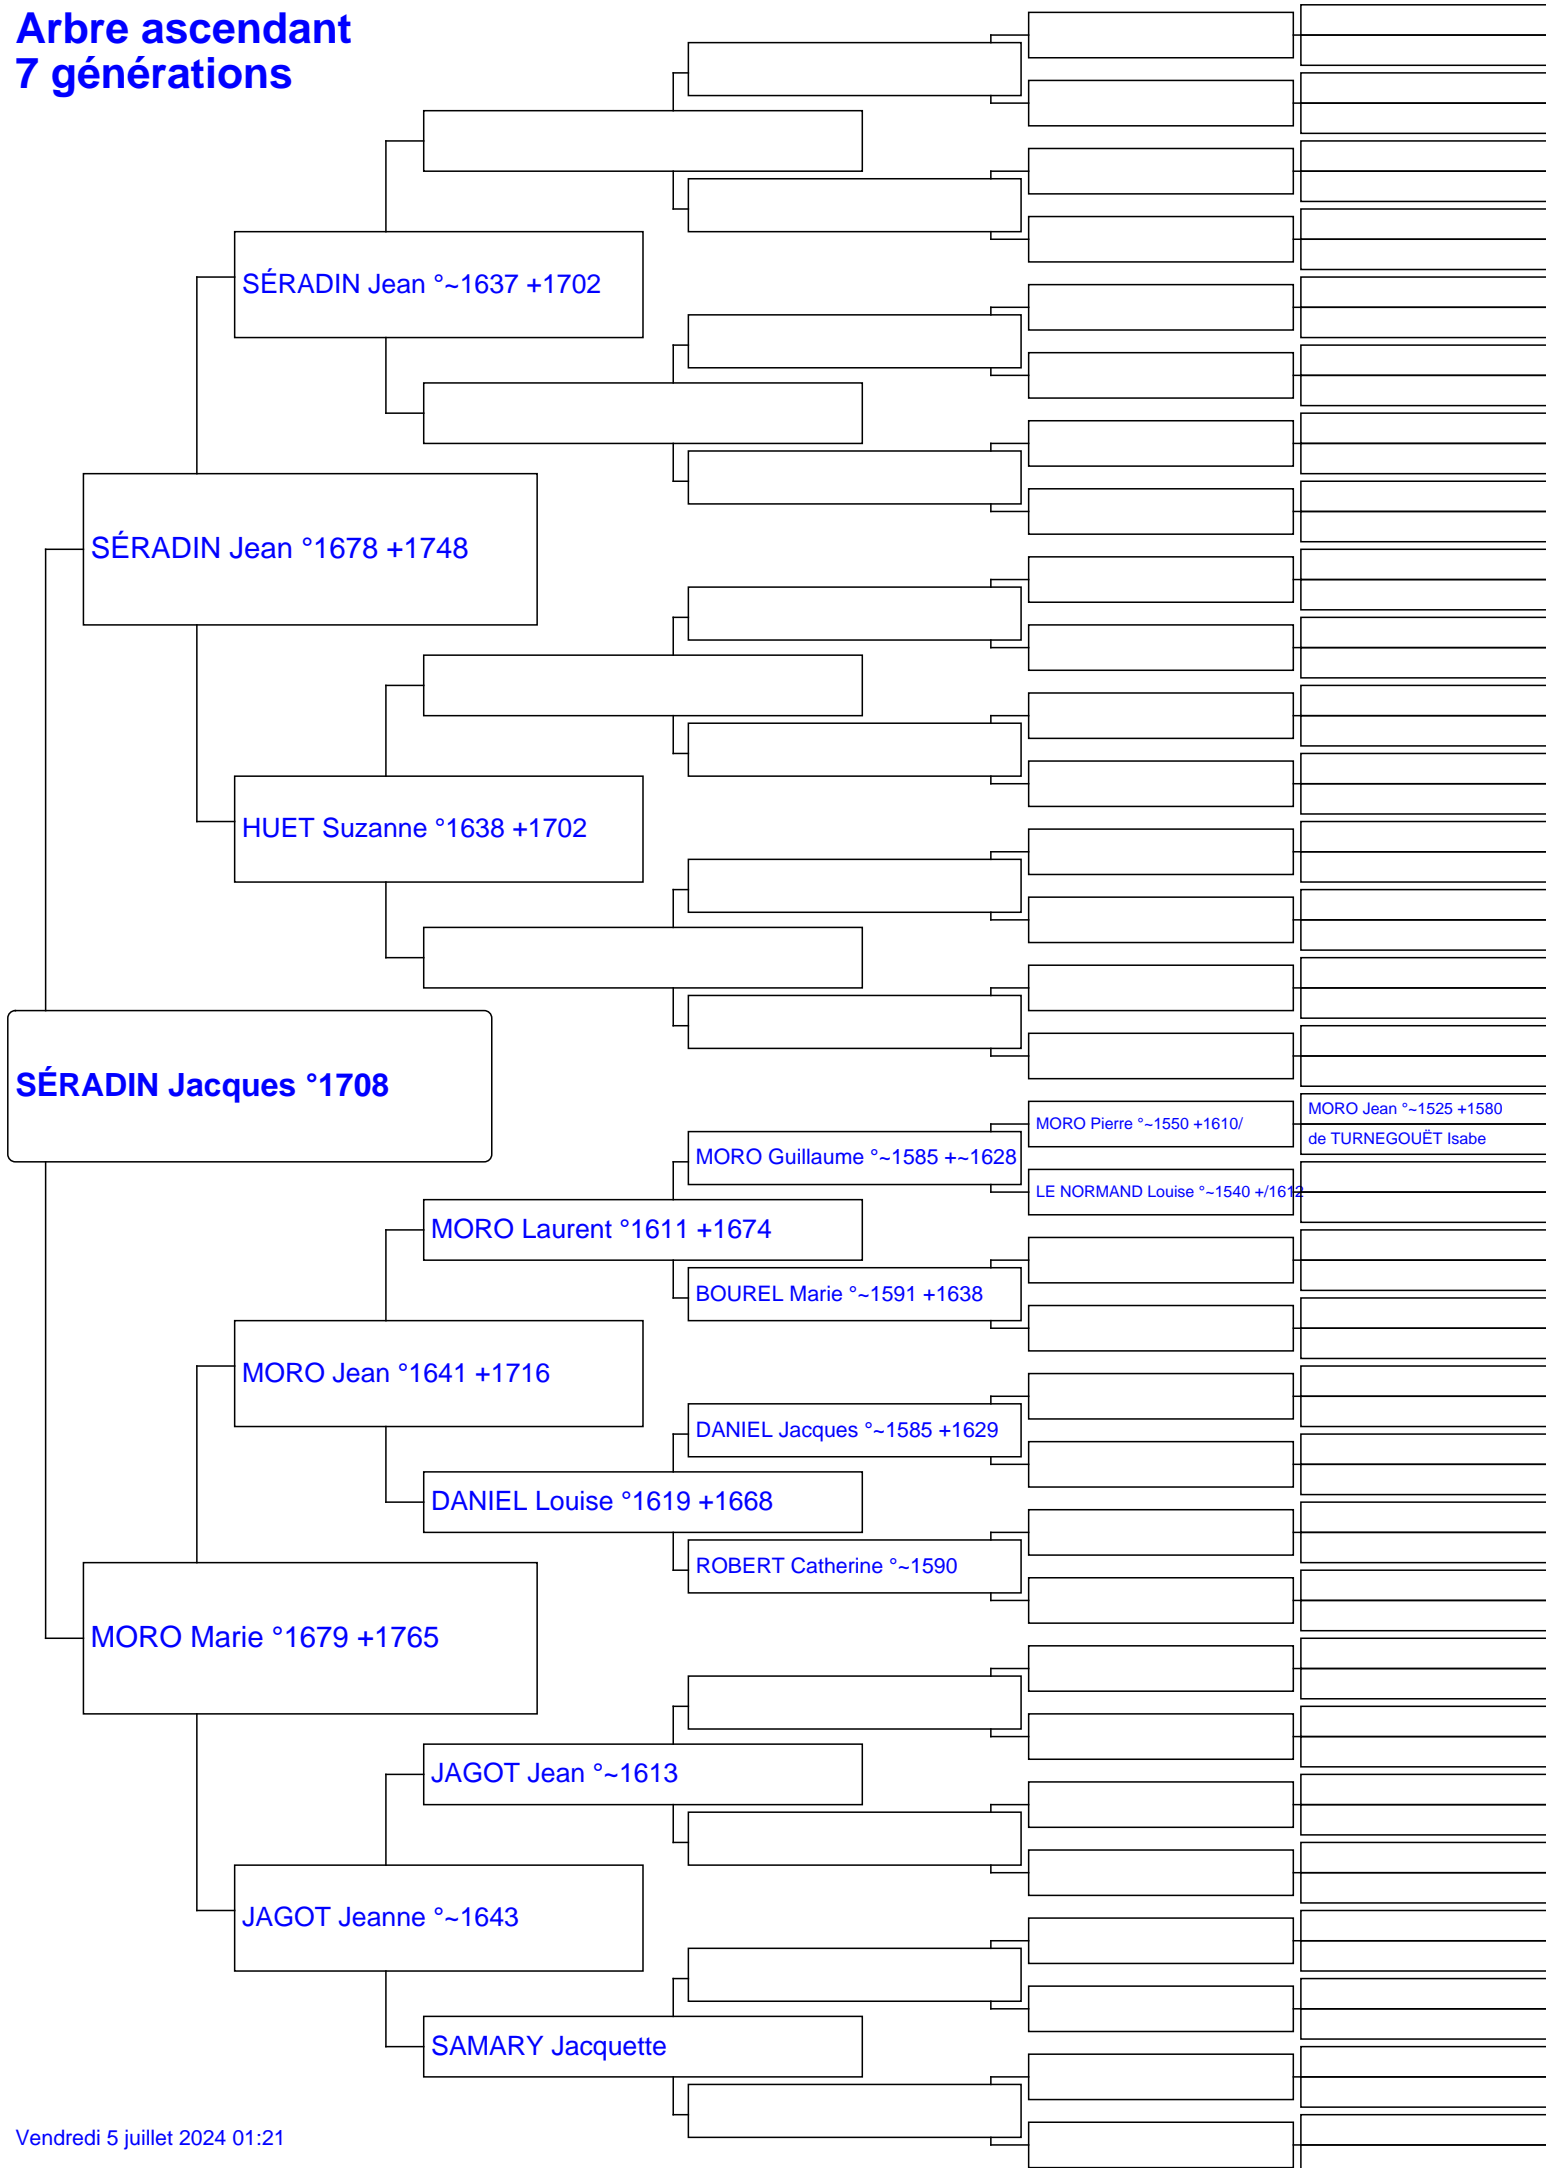 Arbre ascendant
7 générations
SÉRADIN Jean °~1637 +1702
SÉRADIN Jean °1678 +1748
HUET Suzanne °1638 +1702
SÉRADIN Jacques °1708
MORO Jean °~1525 +1580
MORO Pierre °~1550 +1610/
de TURNEGOUËT Isabe
MORO Guillaume °~1585 +~1628
LE NORMAND Louise °~1540 +/1612
MORO Laurent °1611 +1674
BOUREL Marie °~1591 +1638
MORO Jean °1641 +1716
DANIEL Jacques °~1585 +1629
DANIEL Louise °1619 +1668
ROBERT Catherine °~1590
MORO Marie °1679 +1765
JAGOT Jean °~1613
JAGOT Jeanne °~1643
SAMARY Jacquette
Vendredi 5 juillet 2024 01:21